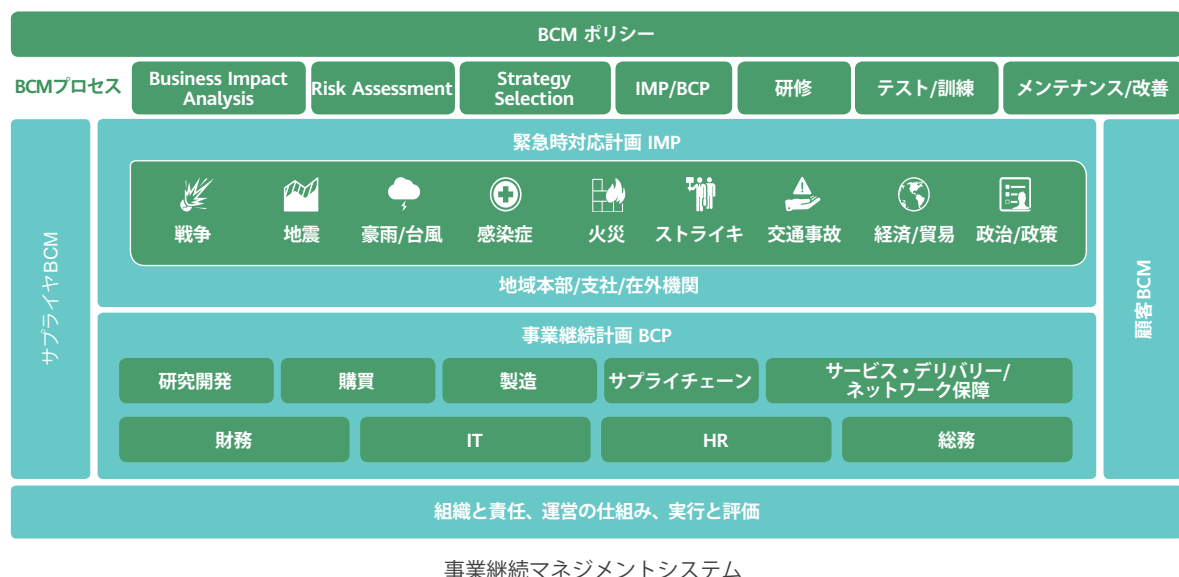 BCM ポリシー
BCMプロセス
Business Impact
Analysis
Risk Assessment
Strategy
Selection
IMP/BCP
研修
テスト/訓練
メンテナンス/改善
サプライヤBCM
緊急時対応計画 IMP
戦争
地震
豪雨/台風
感染症
火災
ストライキ
交通事故
経済/貿易
政治/政策
地域本部/支社/在外機関
事業継続計画 BCP
研究開発
購買
製造
サプライチェーン
サービス・デリバリー/
ネットワーク保障
財務
IT
HR
総務
顧客BCM
組織と責任、運営の仕組み、実行と評価
事業継続マネジメントシステム